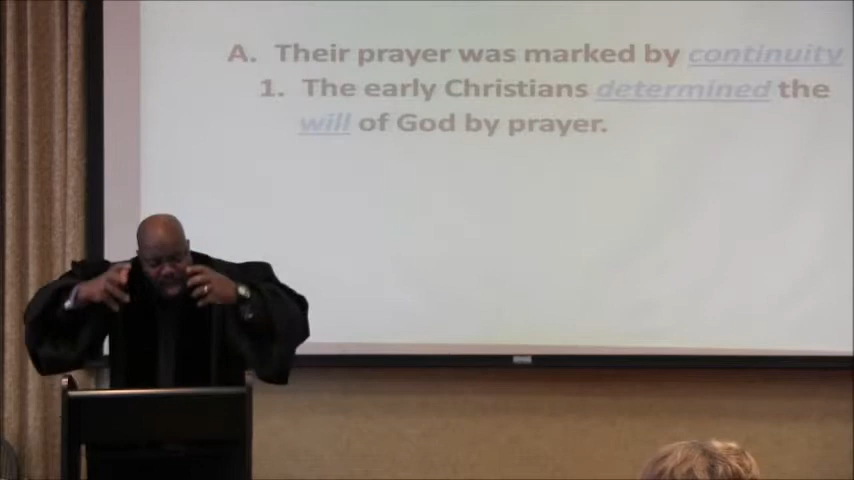 A. Their prayer was marked by continuity
1. The early Christians determined the
will of God by prayer.